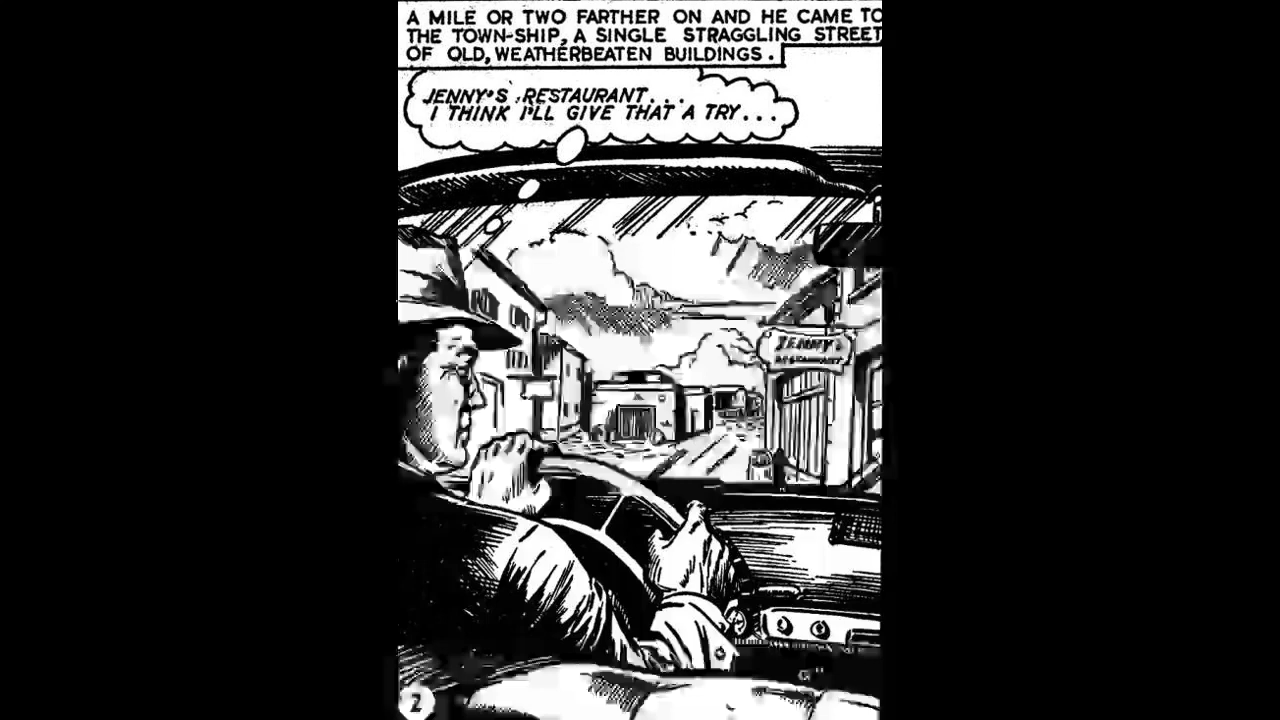 A MILE OR TWO FARTHER ON AND HE CAME TO
THE TOWN-SHIP, A SINGLE STRAGGLING STREET
OF OLD, WEATHERBEATEN BUILDINGS.
JENNY'S RESTAURANT...
I THINK I'LL GIVE THAT A TRY...
JENNY'S
RESTAURANT
2